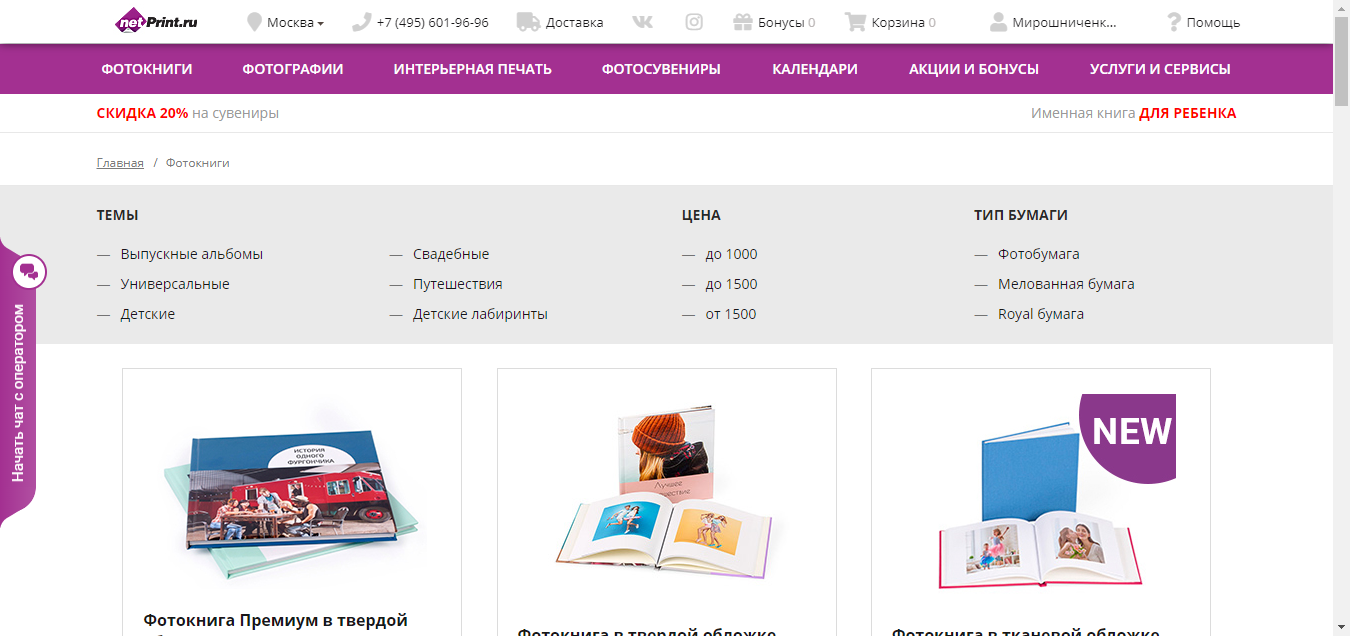 netPrint.ru
Москва
+7 (495) 601-96-96
Доставка
Бонусы 0
Корзина 0
Мирошниченк...
Помощь
ФОТОКНИГИ
ФОТОГРАФИИ
ИНТЕРЬЕРНАЯ ПЕЧАТЬ
ФОТОСУВЕНИРЫ
КАЛЕНДАРИ
АКЦИИ И БОНУСЫ
УСЛУГИ И СЕРВИСЫ
СКИДКА 20% на сувениры
Именная книга ДЛЯ РЕБЕНКА
Главная / Фотокниги
ТЕМЫ
— Выпускные альбомы
— Универсальные
— Детские
— Свадебные
— Путешествия
— Детские лабиринты
ЦЕНА
— до 1000
— до 1500
— от 1500
ТИП БУМАГИ
— Фотобумага
— Мелованная бумага
— Royal бумага
Начать чат с оператором
ИСТОРИЯ
ОДНОГО
ФУРГОНЧИКА
Лучшее
NEW
Фотокнига Премиум в твердой
Фотокнига в твердой обложке
Фотокнига в тканевой обложке